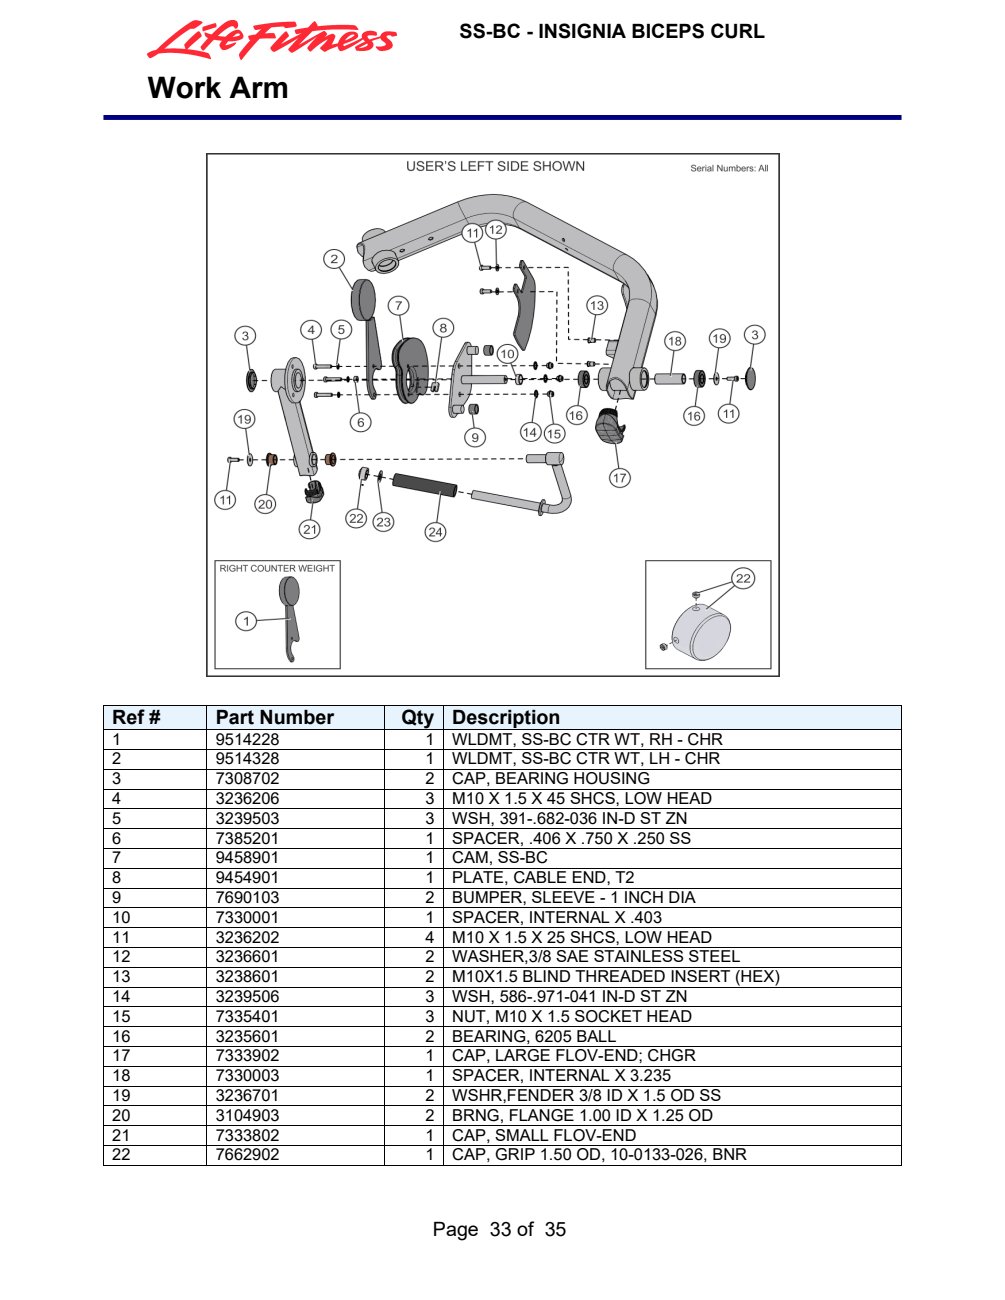 Life Fitness
SS-BC - INSIGNIA BICEPS CURL
Work Arm
USER'S LEFT SIDE SHOWN
Serial Numbers: All
11 12
2
7
13
3 4 5 8 18 19 3
10
6
16 16 11
19
9 14 15
17
11 20
22 23
21 24
RIGHT COUNTER WEIGHT
1
22
Ref # Part Number Qty Description
1 9514228 1 WLDMT, SS-BC CTR WT, RH - CHR
2 9514328 1 WLDMT, SS-BC CTR WT, LH - CHR
3 7308702 2 CAP, BEARING HOUSING
4 3236206 3 M10 X 1.5 X 45 SHCS, LOW HEAD
5 3239503 3 WSH, 391-.682-036 IN-D ST ZN
6 7385201 1 SPACER, .406 X .750 X .250 SS
7 9458901 1 CAM, SS-BC
8 9454901 1 PLATE, CABLE END, T2
9 7690103 2 BUMPER, SLEEVE - 1 INCH DIA
10 7330001 1 SPACER, INTERNAL X .403
11 3236202 4 M10 X 1.5 X 25 SHCS, LOW HEAD
12 3236601 2 WASHER,3/8 SAE STAINLESS STEEL
13 3238601 2 M10X1.5 BLIND THREADED INSERT (HEX)
14 3239506 3 WSH, 586-.971-041 IN-D ST ZN
15 7335401 3 NUT, M10 X 1.5 SOCKET HEAD
16 3235601 2 BEARING, 6205 BALL
17 7333902 1 CAP, LARGE FLOV-END; CHGR
18 7330003 1 SPACER, INTERNAL X 3.235
19 3236701 2 WSHR,FENDER 3/8 ID X 1.5 OD SS
20 3104903 2 BRNG, FLANGE 1.00 ID X 1.25 OD
21 7333802 1 CAP, SMALL FLOV-END
22 7662902 1 CAP, GRIP 1.50 OD, 10-0133-026, BNR
Page 33 of 35